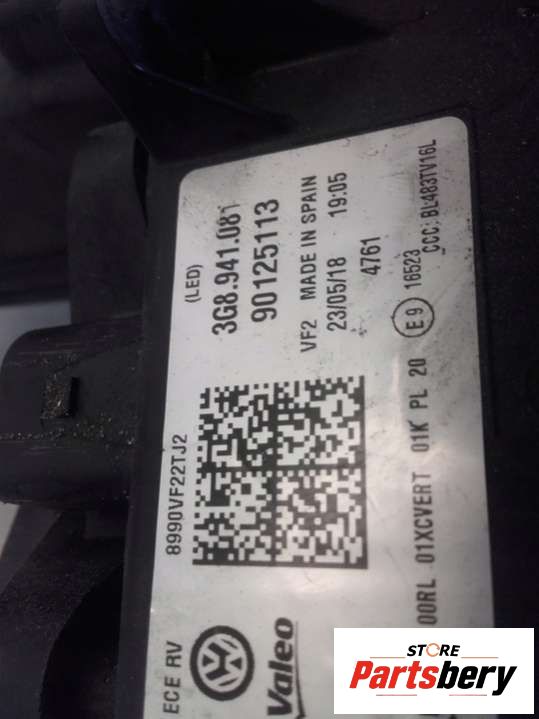 (LED)
3G8.941.081
90125113
VF2 MADE IN SPAIN
23/05/18 19:05
4761
E9 16523
CCC: BL483TV16L
8990VF22TJ2
00RL 01XCVERT 01K PL 20
ECE RV
Valeo
STORE
Partsbery